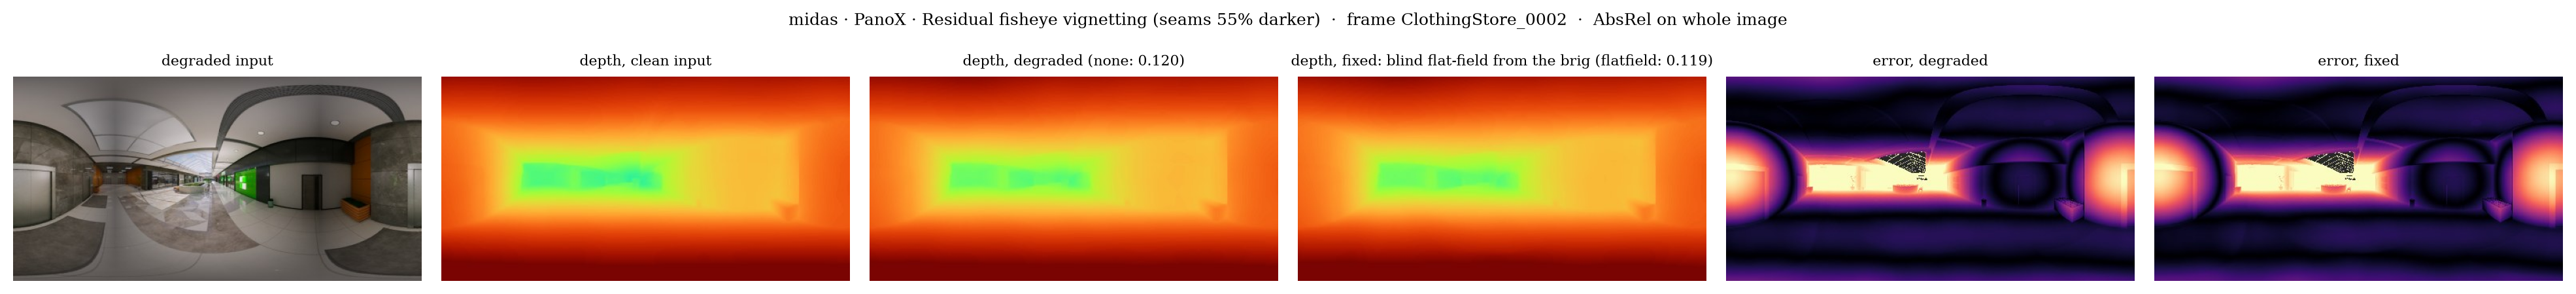 midas · PanoX · Residual fisheye vignetting (seams 55% darker) · frame ClothingStore_0002 · AbsRel on whole image
degraded input
depth, clean input
depth, degraded (none: 0.120)
depth, fixed: blind flat-field from the brig (flatfield: 0.119)
error, degraded
error, fixed